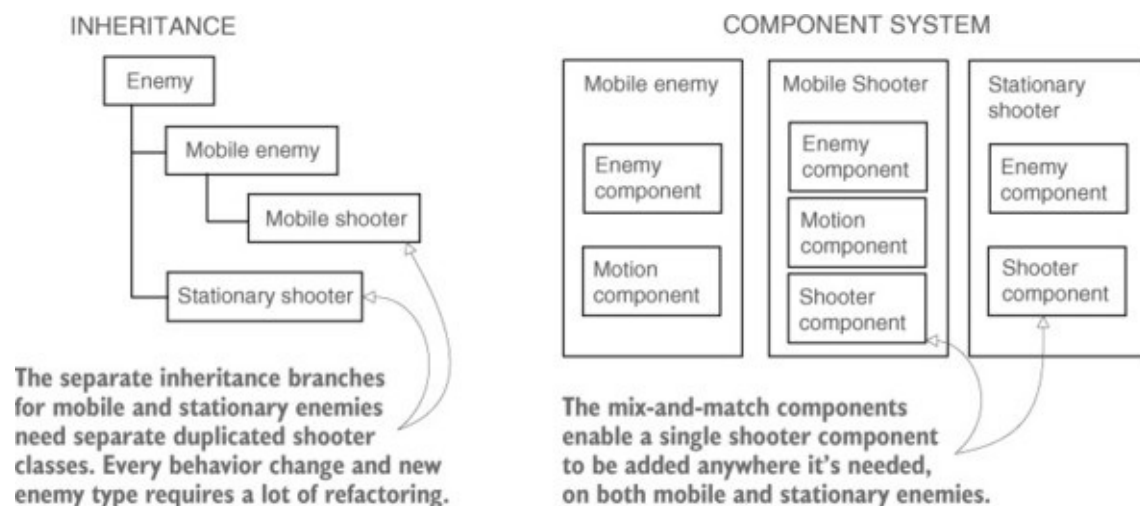 INHERITANCE
Enemy
Mobile enemy
Mobile shooter
Stationary shooter
The separate inheritance branches
for mobile and stationary enemies
need separate duplicated shooter
classes. Every behavior change and new
enemy type requires a lot of refactoring.
COMPONENT SYSTEM
Mobile enemy
Enemy
component
Motion
component
Mobile Shooter
Enemy
component
Motion
component
Shooter
component
Stationary
shooter
Enemy
component
Shooter
component
The mix-and-match components
enable a single shooter component
to be added anywhere it's needed,
on both mobile and stationary enemies.